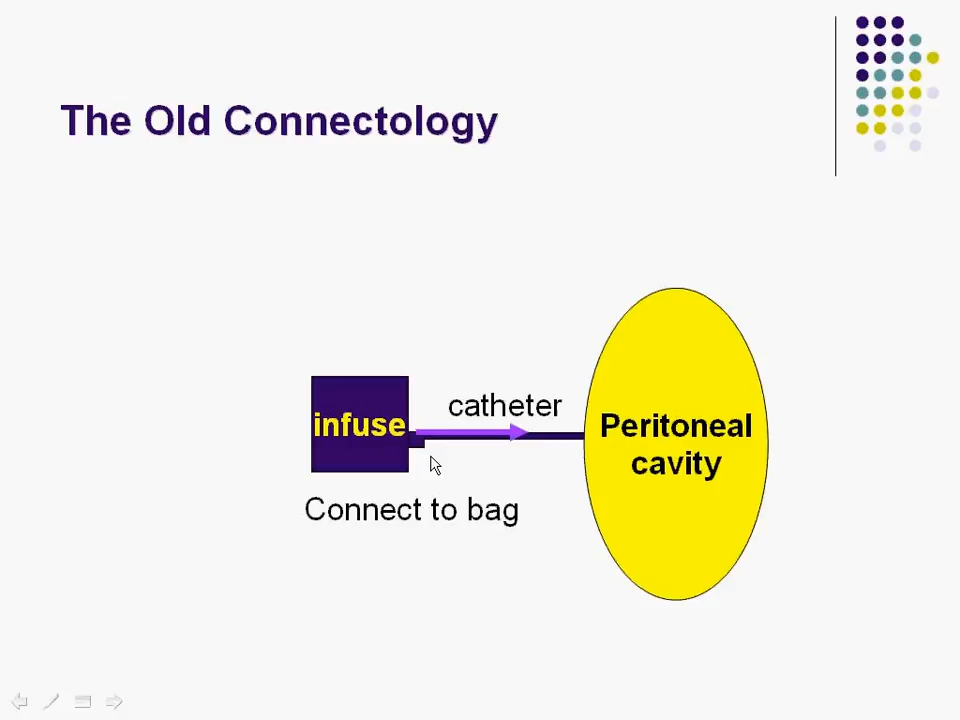 The Old Connectology
catheter
infuse
Peritoneal
cavity
Connect to bag